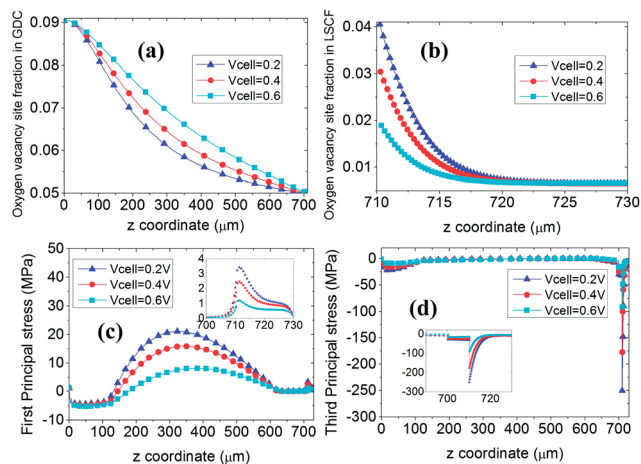 Oxygen vacancy site fraction in GDC
0.09
0.08
0.07
0.06
0.05
(a)
Vcell=0.2
Vcell=0.4
Vcell=0.6
0 100 200 300 400 500 600 700
z coordinate (μm)
Oxygen vacancy site fraction in LSCF
0.04
0.03
0.02
0.01
(b)
Vcell=0.2
Vcell=0.4
Vcell=0.6
710 715 720 725 730
z coordinate (μm)
First Principal stress (MPa)
50
40
30
20
10
0
-10
-20
Vcell=0.2V
Vcell=0.4V
Vcell=0.6V
4
3
2
1
0
700 710 720 730
(c)
0 100 200 300 400 500 600 700
z coordinate (μm)
Third Principal stress (MPa)
0
-50
-100
-150
-200
-250
-300
Vcell=0.2V
Vcell=0.4V
Vcell=0.6V
(d)
0
-100
-200
-300
700 720
0 100 200 300 400 500 600 700
z coordinate (μm)